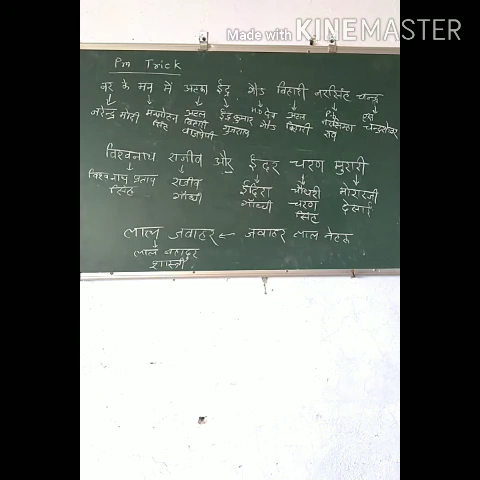 Made with KINEMASTER
Pm Trick
नर के मन में अटल ईंद्र गौड बिहारी नरसिंह चन्द्र
नरेन्द्र मोदी मनमोहन सिंह अटल बिहारी वाजपेयी ईंद्रकुमार गुजराल H.D देव गौड अटल बिहारी P.V नरसिम्हा राव चन्द्रशेखर
विश्वनाथ राजीव और ईंदर चरण मुरारी
विश्वनाथ प्रताप सिंह राजीव गाँधी ईंदिरा गाँधी चौधरी चरण सिंह मोरारजी देसाई
लाल जवाहर ← जवाहर लाल नेहरू
लाल बहादुर
शास्त्री